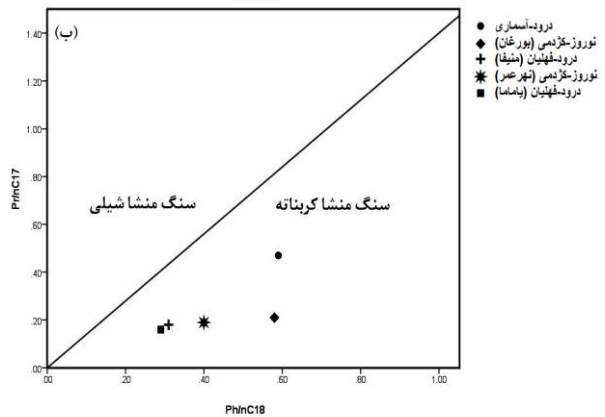 (ب)
درود-آسماری
نوروز-کژدمی (بورغان)
درود-فهلیان (منیفا)
نوروز-کژدمی (نهرعمر)
درود-فهلیان (یاماما)
1.40
1.20
1.00
.80
.60
.40
.20
.00
Pr/nC17
سنگ منشا شیلی
سنگ منشا کربناته
.00
.20
.40
.60
.80
1.00
Ph/nC18